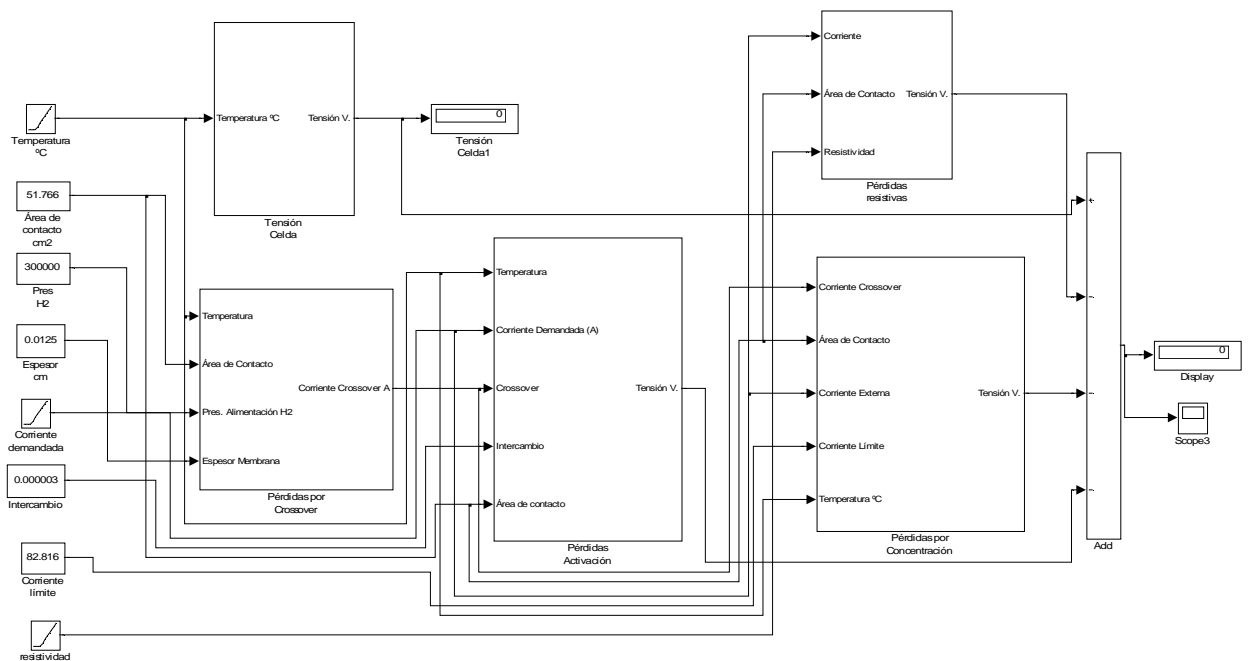 Temperatura
ºC
51.766
Área de
contacto
cm2
300000
Pres
H2
0.0125
Espesor
cm
Corriente
demandada
0.000003
Intercambio
82.816
Corriente
límite
resistividad
Temperatura ºC
Tensión V.
Tensión
Celda
0
Tensión
Celda1
Temperatura
Área de Contacto
Corriente Crossover A
Pres. Alimentación H2
Espesor Membrana
Pérdidas por
Crossover
Temperatura
Corriente Demandada (A)
Crossover
Tensión V.
Intercambio
Área de contacto
Pérdidas
Activación
Corriente
Área de Contacto
Tensión V.
Resistividad
Pérdidas
resistivas
Corriente Crossover
Área de Contacto
Corriente Externa
Tensión V.
Corriente Límite
Temperatura ºC
Pérdidas por
Concentración
+
-
-
-
Add
0
Display
Scope3